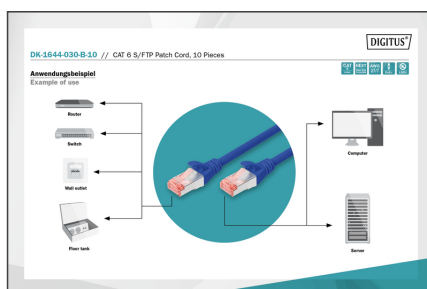 DIGITUS®
DK-1644-030-B-10 // CAT 6 S/FTP Patch Cord, 10 Pieces
Anwendungsbeispiel
Example of use
Router
Switch
Wall outlet
Floor tank
Computer
Server